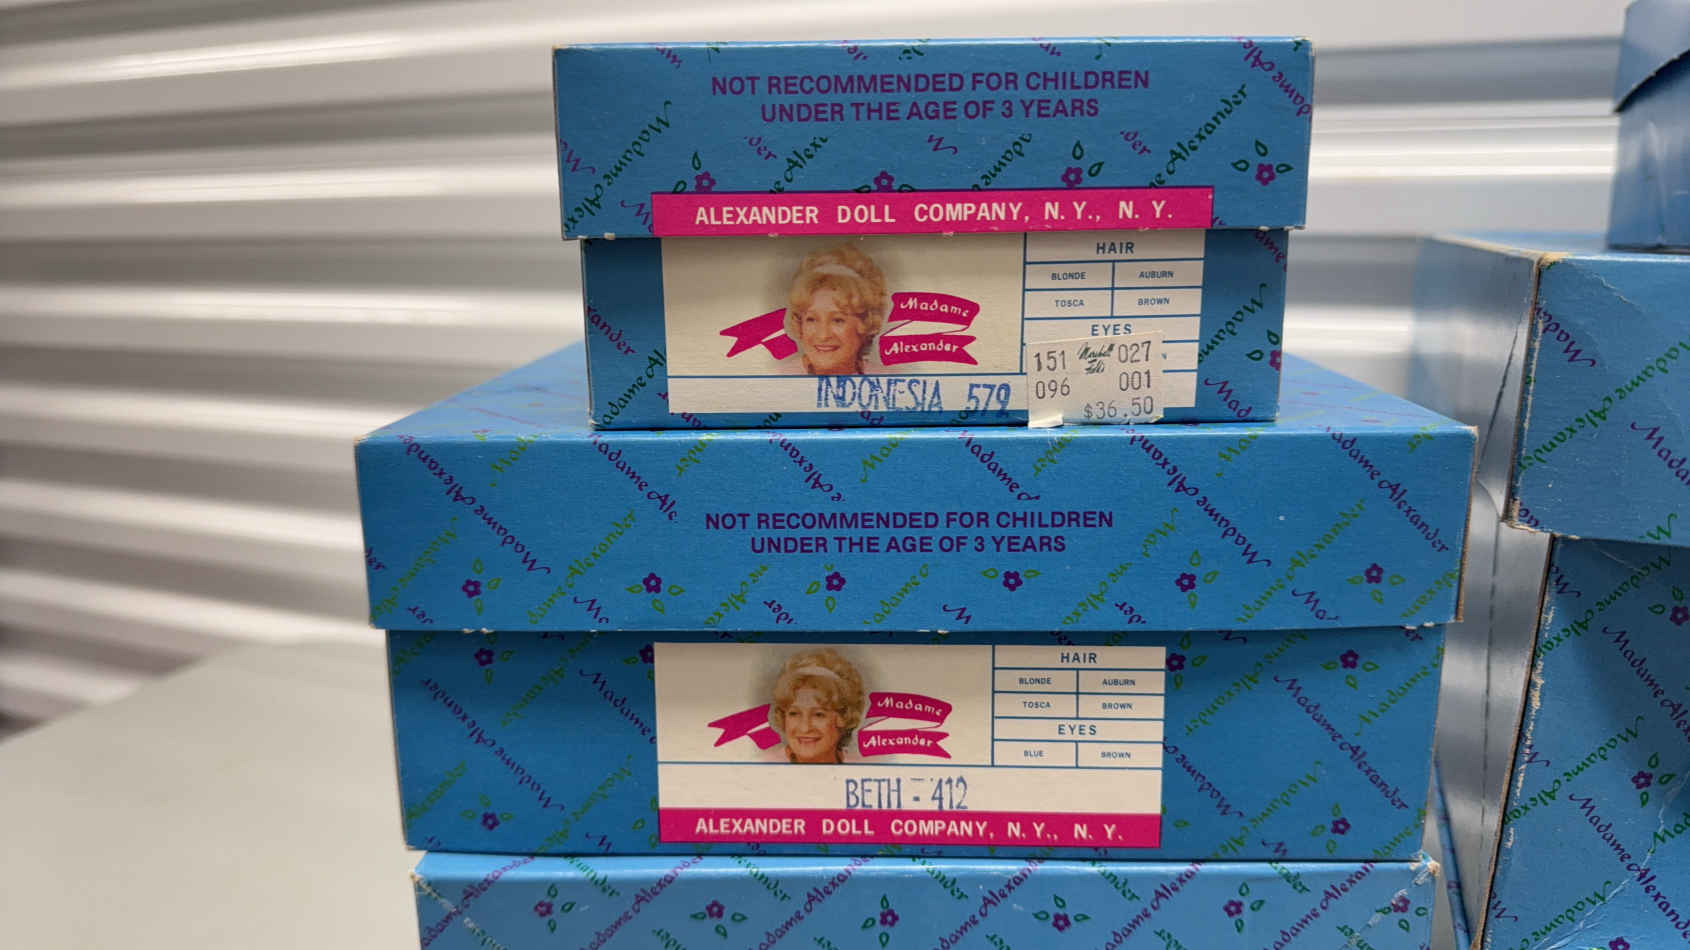 NOT RECOMMENDED FOR CHILDREN
UNDER THE AGE OF 3 YEARS
ALEXANDER DOLL COMPANY, N. Y., N. Y.
Madame
Alexander
HAIR
BLONDE AUBURN
TOSCA BROWN
EYES
151 027
096 001
$36.50
INDONESIA 579
NOT RECOMMENDED FOR CHILDREN
UNDER THE AGE OF 3 YEARS
Madame
Alexander
HAIR
BLONDE AUBURN
TOSCA BROWN
EYES
BLUE BROWN
BETH - 412
ALEXANDER DOLL COMPANY, N. Y., N. Y.
Madame Alexander